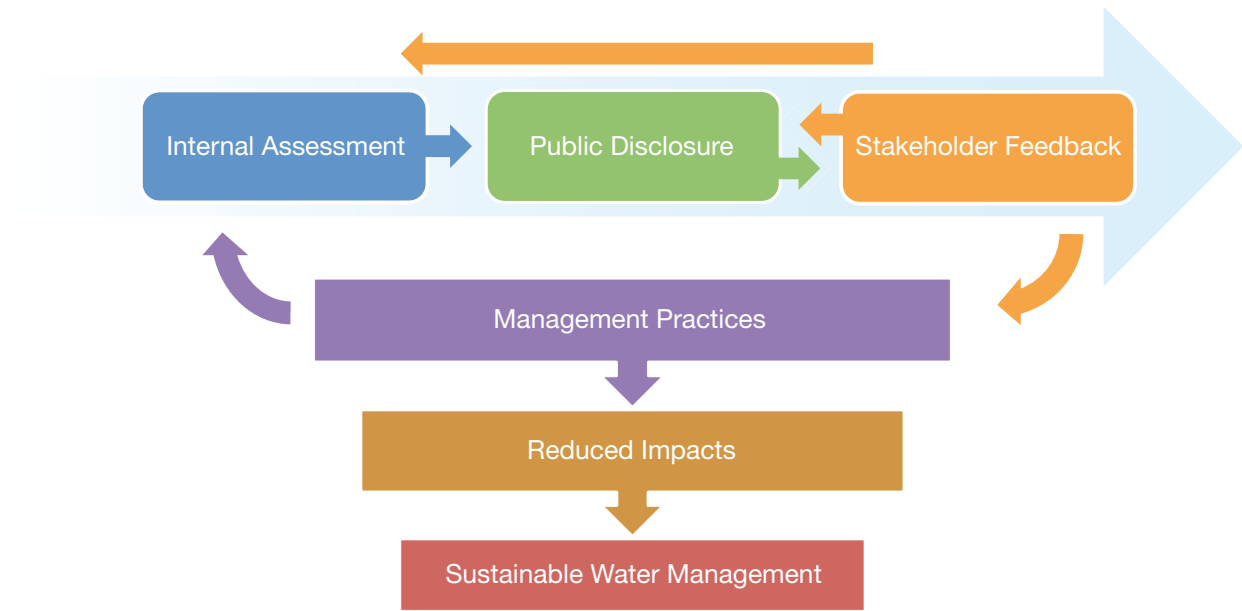 Internal Assessment
Public Disclosure
Stakeholder Feedback
Management Practices
Reduced Impacts
Sustainable Water Management